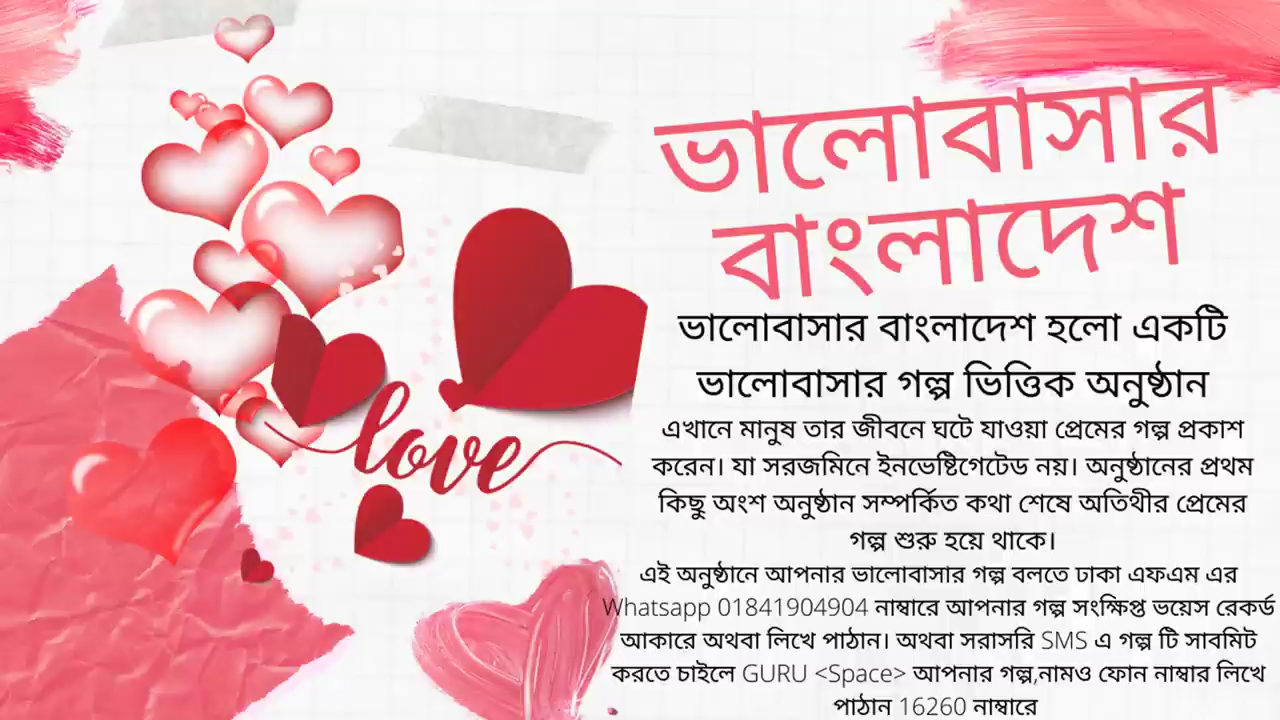 ভালোবাসার
বাংলাদেশ
ভালোবাসার বাংলাদেশ হলো একটি
ভালোবাসার গল্প ভিত্তিক অনুষ্ঠান
এখানে মানুষ তার জীবনে ঘটে যাওয়া প্রেমের গল্প প্রকাশ
করেন। যা সরজমিনে ইনভেষ্টিগেটেড নয়। অনুষ্ঠানের প্রথম
কিছু অংশ অনুষ্ঠান সম্পর্কিত কথা শেষে অতিথীর প্রেমের
গল্প শুরু হয়ে থাকে।
এই অনুষ্ঠানে আপনার ভালোবাসার গল্প বলতে ঢাকা এফএম এর
Whatsapp 01841904904 নাম্বারে আপনার গল্প সংক্ষিপ্ত ভয়েস রেকর্ড
আকারে অথবা লিখে পাঠান। অথবা সরাসরি SMS এ গল্প টি সাবমিট
করতে চাইলে GURU <Space> আপনার গল্প,নামও ফোন নাম্বার লিখে
পাঠান 16260 নাম্বারে
love